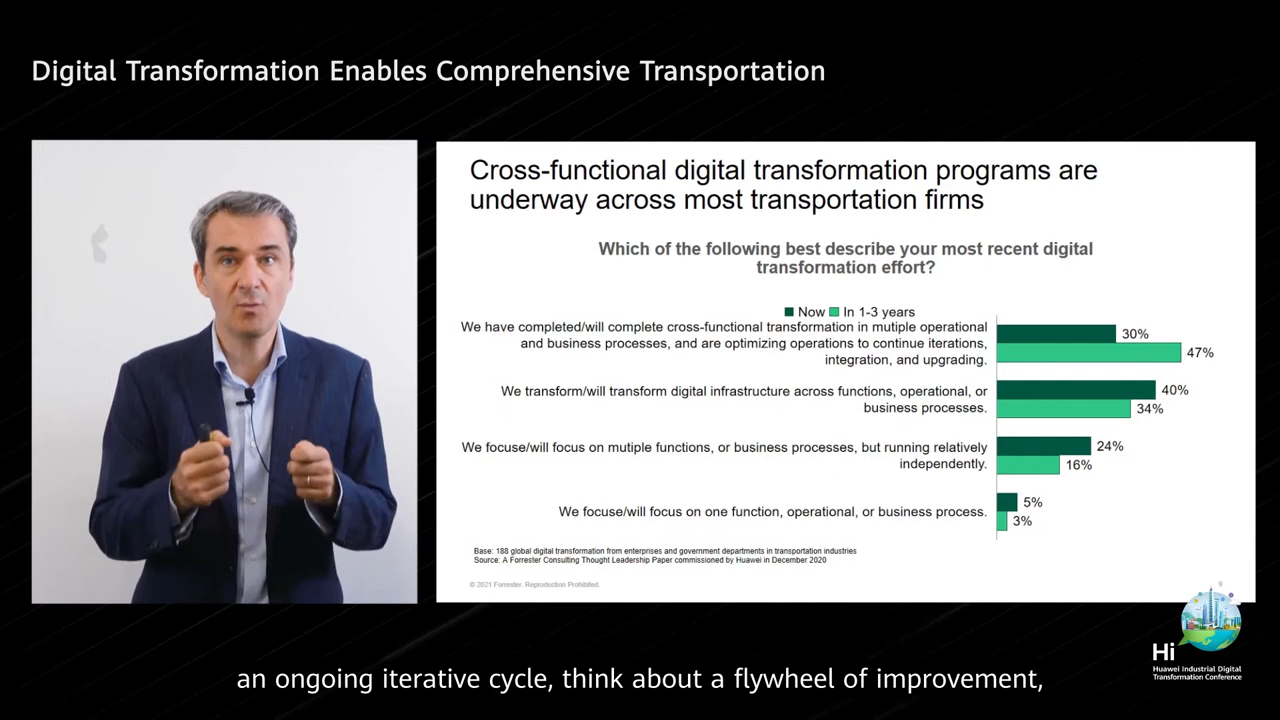 Digital Transformation Enables Comprehensive Transportation
Cross-functional digital transformation programs are
underway across most transportation firms
Which of the following best describe your most recent digital
transformation effort?
Now In 1-3 years
We have completed/will complete cross-functional transformation in mutiple operational
and business processes, and are optimizing operations to continue iterations,
integration, and upgrading.
30%
47%
We transform/will transform digital infrastructure across functions, operational, or
business processes.
40%
34%
We focuse/will focus on mutiple functions, or business processes, but running relatively
independently.
24%
16%
We focuse/will focus on one function, operational, or business process.
5%
3%
Base: 188 global digital transformation from enterprises and government departments in transportation industries
Source: A Forrester Consulting Thought Leadership Paper commissioned by Huawei in December 2020
© 2021 Forrester. Reproduction Prohibited.
9
Hi
Huawei Industrial Digital
Transformation Conference
an ongoing iterative cycle, think about a flywheel of improvement,